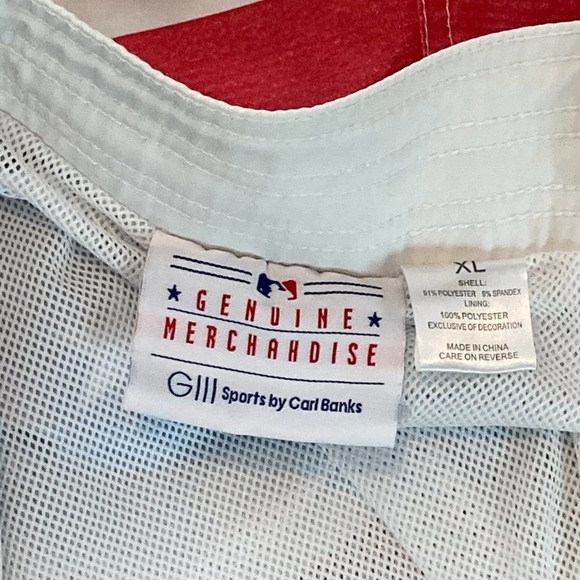 GENUINE
MERCHANDISE
GIII Sports by Carl Banks
XL
SHELL:
91% POLYESTER 9% SPANDEX
LINING:
100% POLYESTER
EXCLUSIVE OF DECORATION
MADE IN CHINA
CARE ON REVERSE